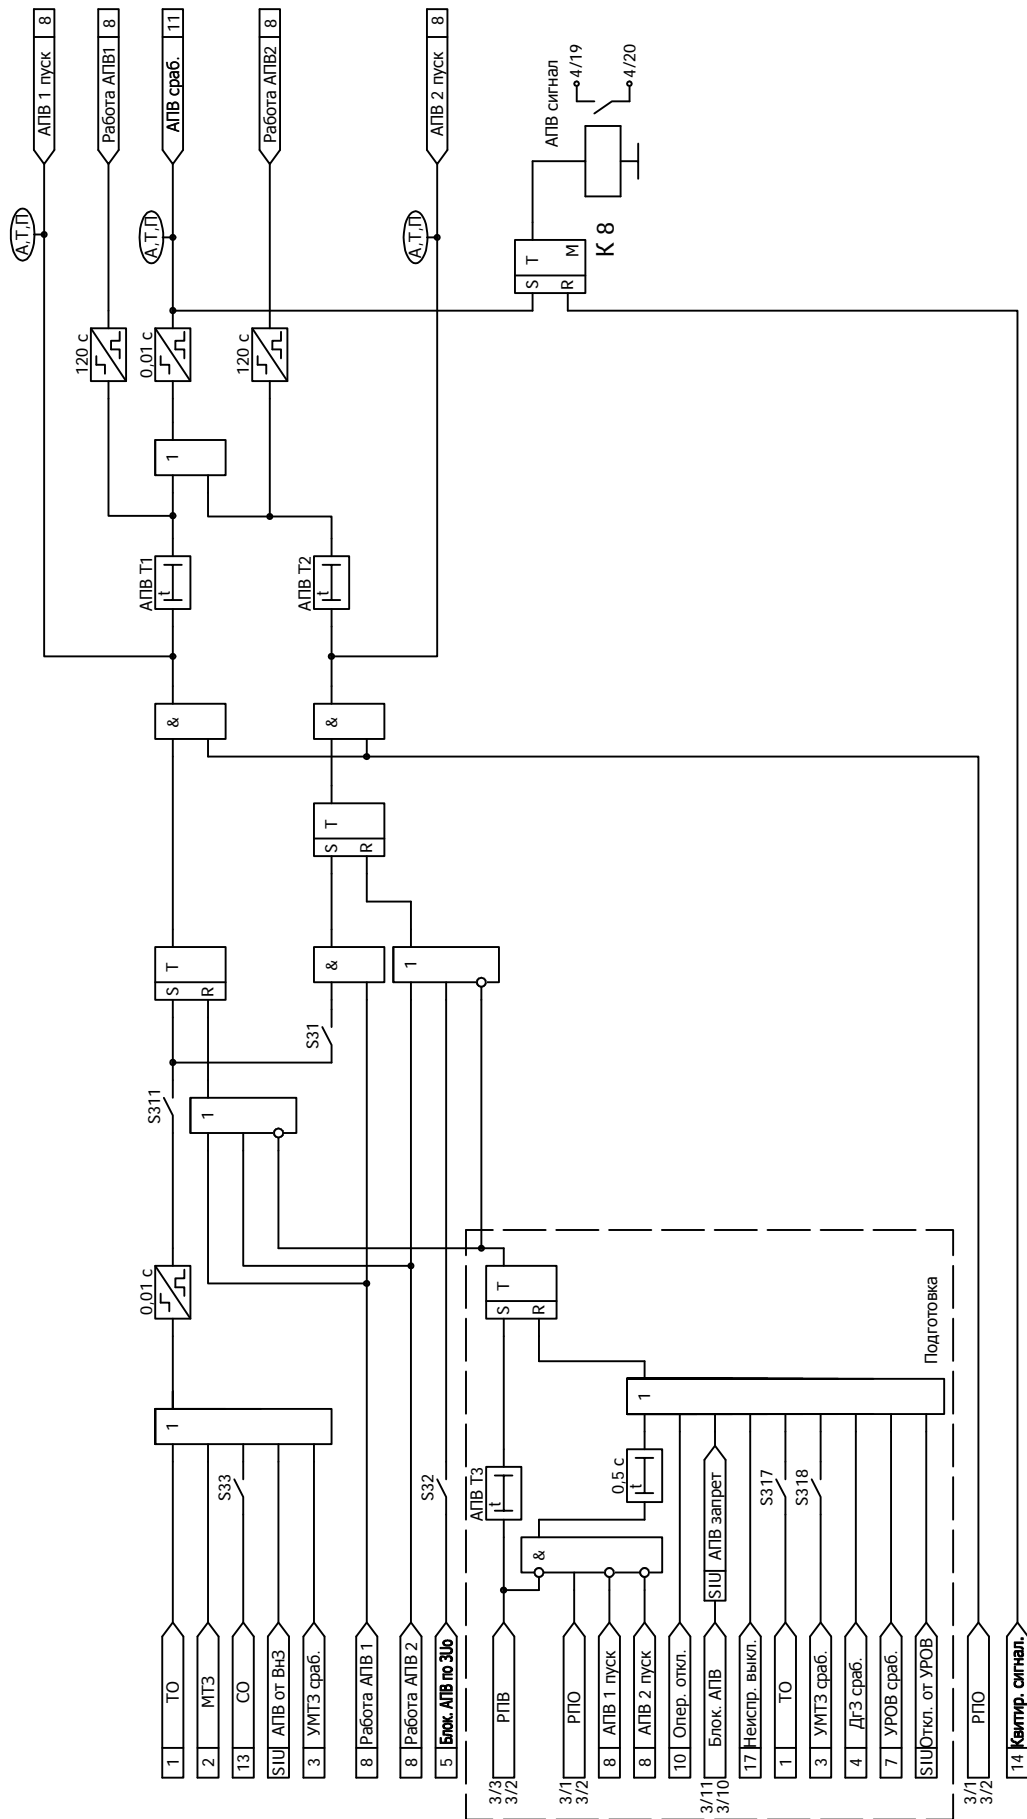 1 ТО
2 МТЗ
13 СО
SIU АПВ от ВнЗ
3 УМТЗ сраб.
8 Работа АПВ 1
8 Работа АПВ 2
5 Блок. АПВ по 3Uо
3/3
3/2
РПВ
3/1
3/2
РПО
8 АПВ 1 пуск
8 АПВ 2 пуск
10 Опер. откл.
3/11
3/10
Блок. АПВ
SIU АПВ запрет
17 Неиспр. выкл.
1 ТО
3 УМТЗ сраб.
4 ДгЗ сраб.
7 УРОВ сраб.
SIU Откл. от УРОВ
3/1
3/2
РПО
14 Квитир. сигнал.
S33
S32
АПВ Т3
t
&
0,5 с
t
S317
S318
1
1
0,01 с
S T
R
Подготовка
S311
1
S31
S T
R
&
1
S T
R
&
&
АПВ Т1
t
АПВ Т2
t
1
120 с
0,01 с
120 с
S T
R M
К 8
АПВ сигнал
4/19
4/20
А,Т,П
А,Т,П
А,Т,П
АПВ 1 пуск 8
Работа АПВ1 8
АПВ сраб. 11
Работа АПВ2 8
АПВ 2 пуск 8